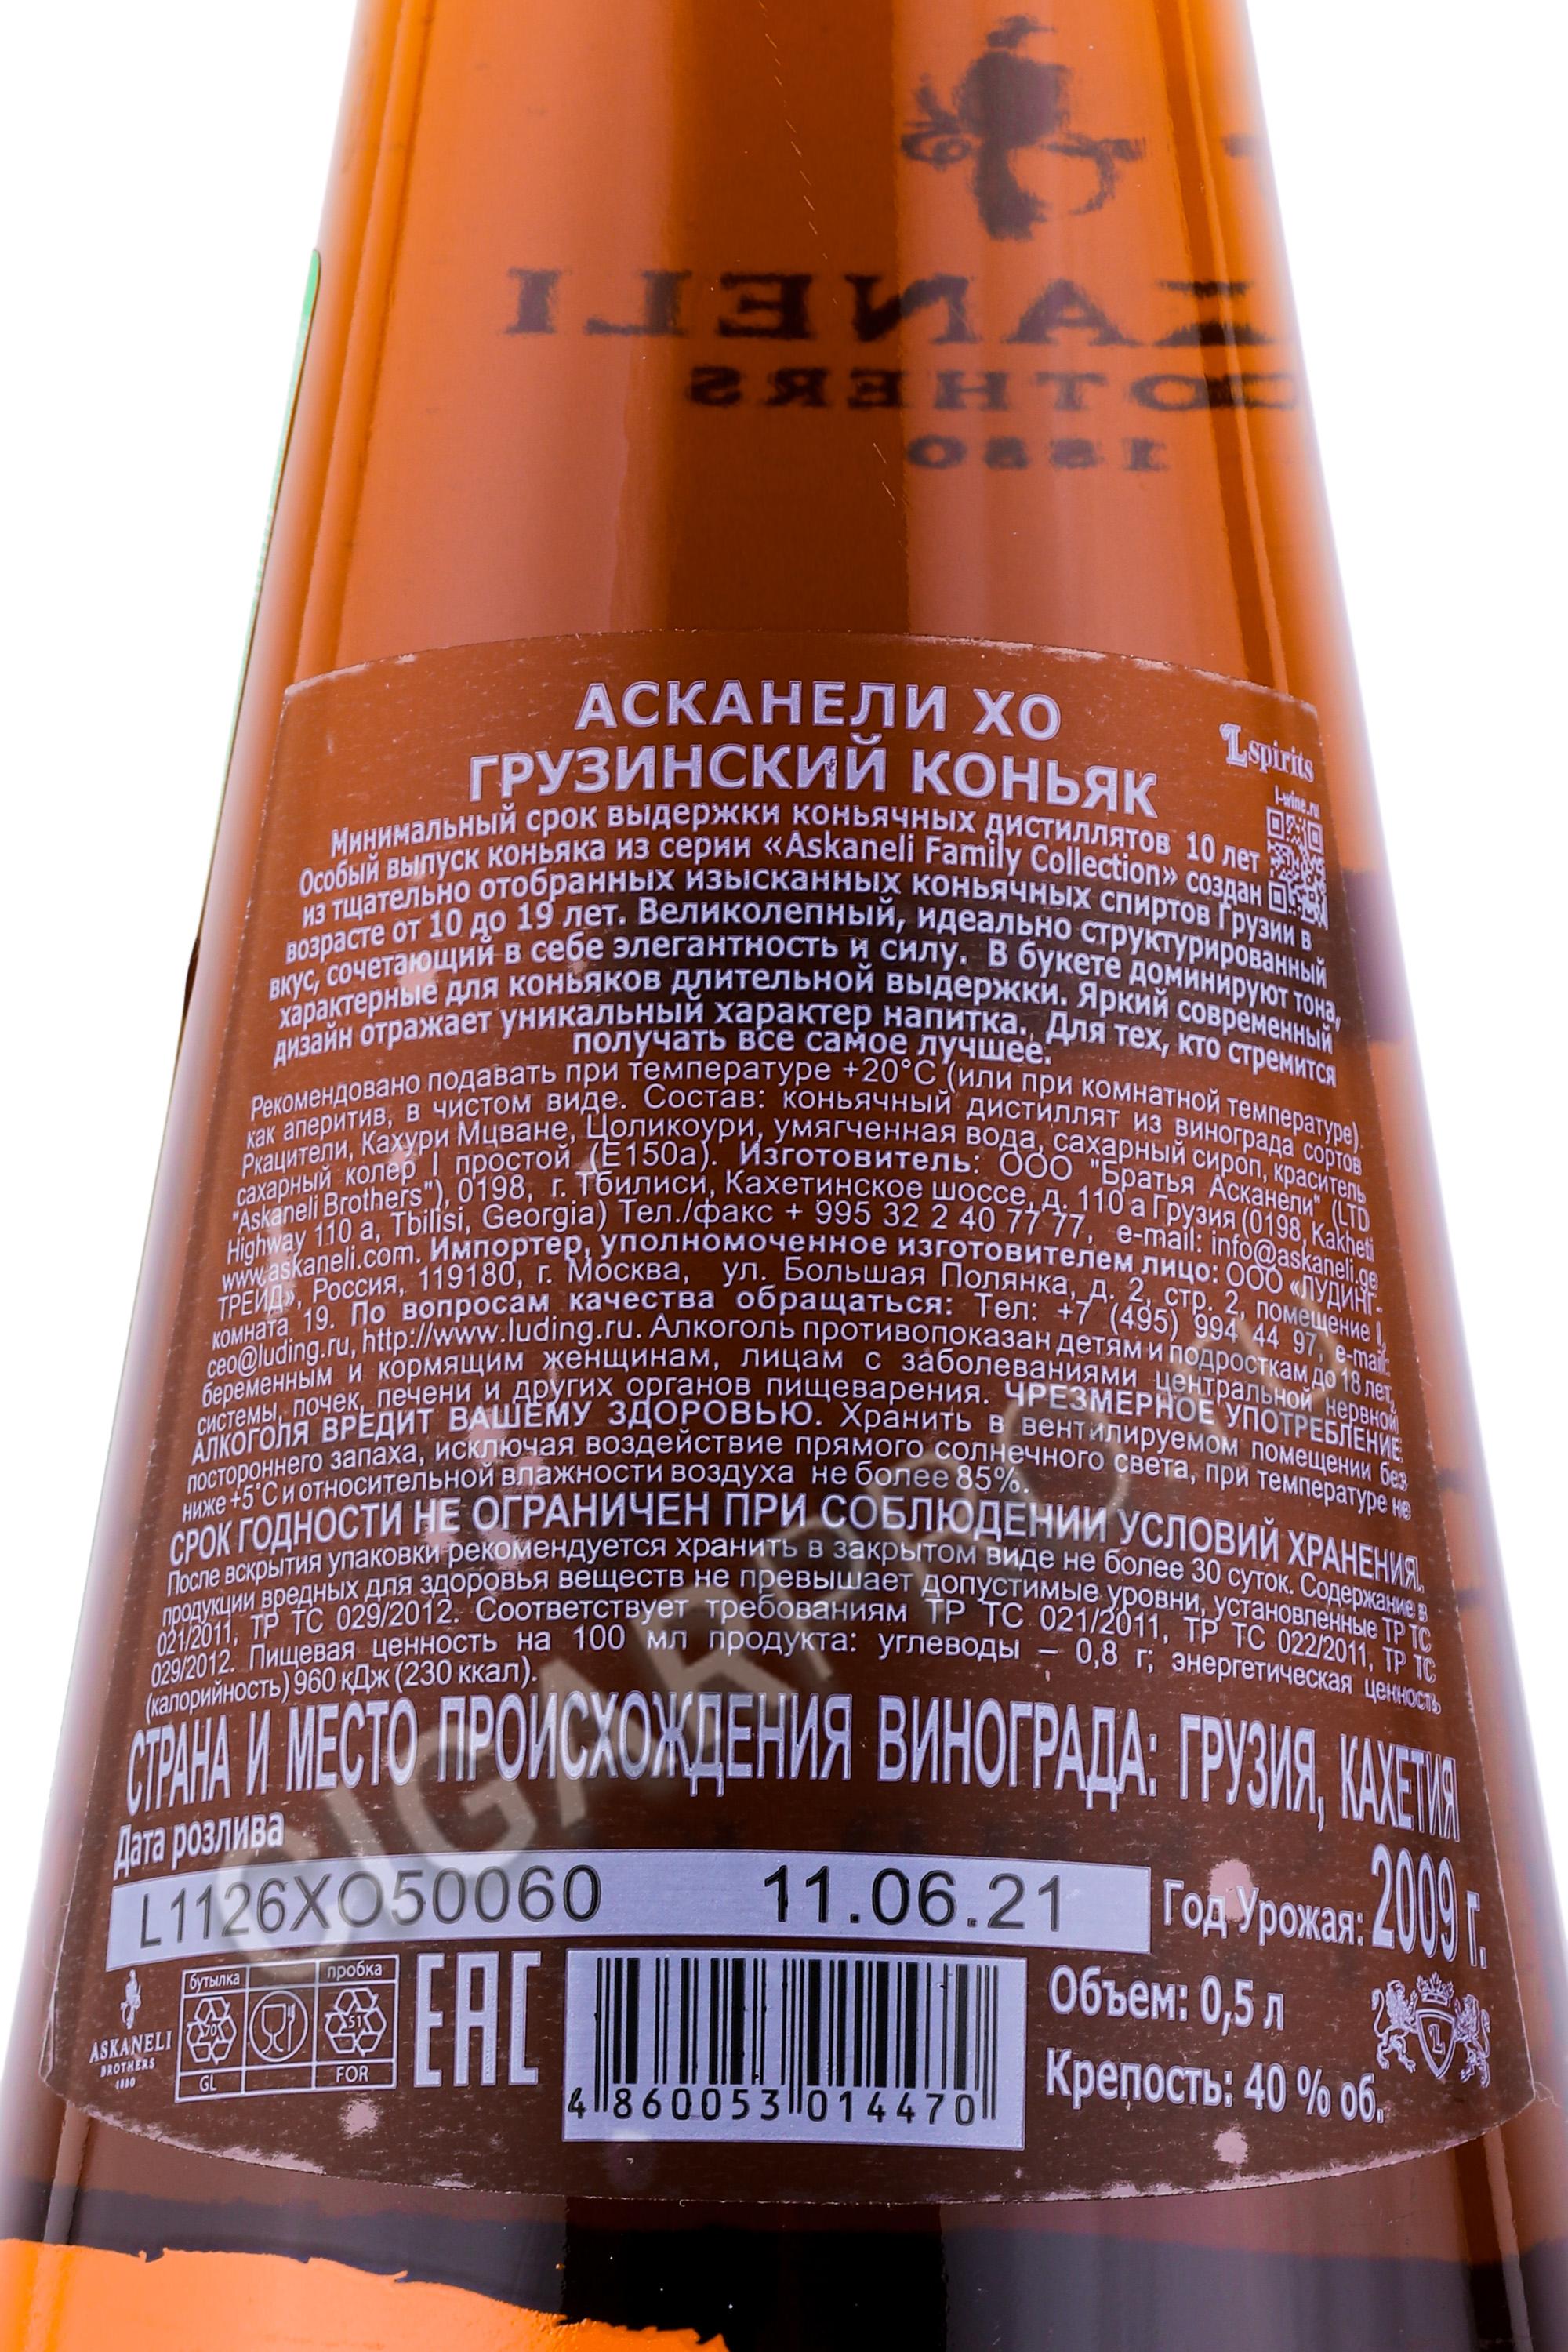 ASKANELI
BROTHERS
1880
АСКАНЕЛИ ХО
ГРУЗИНСКИЙ КОНЬЯК
Lspirits
l-wine.ru
Минимальный срок выдержки коньячных дистиллятов 10 лет
Особый выпуск коньяка из серии «Askaneli Family Collection» создан
из тщательно отобранных изысканных коньячных спиртов Грузии в
возрасте от 10 до 19 лет. Великолепный, идеально структурированный
вкус, сочетающий в себе элегантность и силу. В букете доминируют тона,
характерные для коньяков длительной выдержки. Яркий современный
дизайн отражает уникальный характер напитка. Для тех, кто стремится
получать все самое лучшее.
Рекомендовано подавать при температуре +20°С (или при комнатной температуре)
как аперитив, в чистом виде. Состав: коньячный дистиллят из винограда сортов
Ркацители, Кахури Мцване, Цоликоури, умягченная вода, сахарный сироп, краситель
сахарный колер I простой (Е150а). Изготовитель: ООО "Братья Асканели" (LTD
"Askaneli Brothers"), 0198, г. Тбилиси, Кахетинское шоссе, д. 110 а Грузия (0198, Kakheti
Highway 110 a, Tbilisi, Georgia) Тел./факс + 995 32 2 40 77 77, e-mail: info@askaneli.ge
www.askaneli.com. Импортер, уполномоченное изготовителем лицо: ООО «ЛУДИНГ-
ТРЕЙД», Россия, 119180, г. Москва, ул. Большая Полянка, д. 2, стр. 2, помещение I,
комната 19. По вопросам качества обращаться: Тел: +7 (495) 994 44 97, e-mail:
ceo@luding.ru, http://www.luding.ru. Алкоголь противопоказан детям и подросткам до 18 лет,
беременным и кормящим женщинам, лицам с заболеваниями центральной нервной
системы, почек, печени и других органов пищеварения. ЧРЕЗМЕРНОЕ УПОТРЕБЛЕНИЕ
АЛКОГОЛЯ ВРЕДИТ ВАШЕМУ ЗДОРОВЬЮ. Хранить в вентилируемом помещении без
постороннего запаха, исключая воздействие прямого солнечного света, при температуре не
ниже +5°С и относительной влажности воздуха не более 85%.
СРОК ГОДНОСТИ НЕ ОГРАНИЧЕН ПРИ СОБЛЮДЕНИИ УСЛОВИЙ ХРАНЕНИЯ.
После вскрытия упаковки рекомендуется хранить в закрытом виде не более 30 суток. Содержание в
продукции вредных для здоровья веществ не превышает допустимые уровни, установленные ТР ТС
021/2011, ТР ТС 029/2012. Соответствует требованиям ТР ТС 021/2011, ТР ТС 022/2011, ТР ТС
029/2012. Пищевая ценность на 100 мл продукта: углеводы – 0,8 г; энергетическая ценность
(калорийность) 960 кДж (230 ккал).
СТРАНА И МЕСТО ПРОИСХОЖДЕНИЯ ВИНОГРАДА: ГРУЗИЯ, КАХЕТИЯ
Дата розлива
L1126XO50060 11.06.21
Год Урожая: 2009 г.
ASKANELI
BROTHERS
1880
бутылка пробка
70 51
GL FOR
EAC
4 860053 014470
Объем: 0,5 л
Крепость: 40 % об.
CIGARPRO.RU